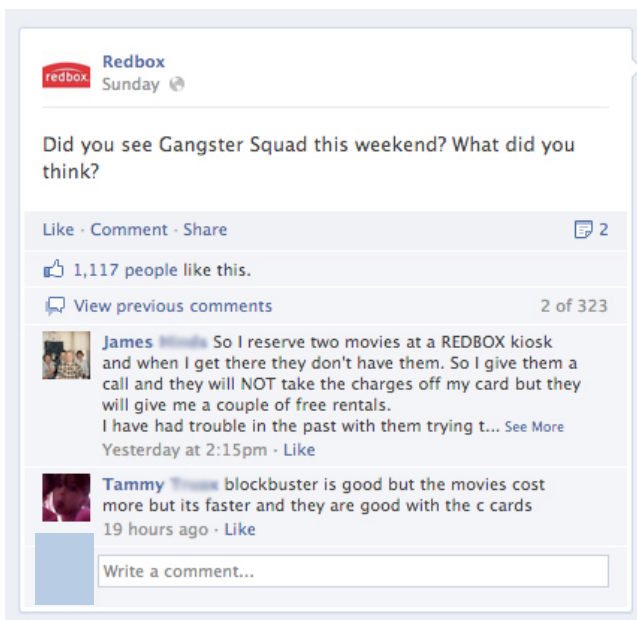 redbox.
Redbox
Sunday
Did you see Gangster Squad this weekend? What did you
think?
Like · Comment · Share
2
1,117 people like this.
View previous comments
2 of 323
James So I reserve two movies at a REDBOX kiosk
and when I get there they don't have them. So I give them a
call and they will NOT take the charges off my card but they
will give me a couple of free rentals.
I have had trouble in the past with them trying t... See More
Yesterday at 2:15pm · Like
Tammy blockbuster is good but the movies cost
more but its faster and they are good with the c cards
19 hours ago · Like
Write a comment...